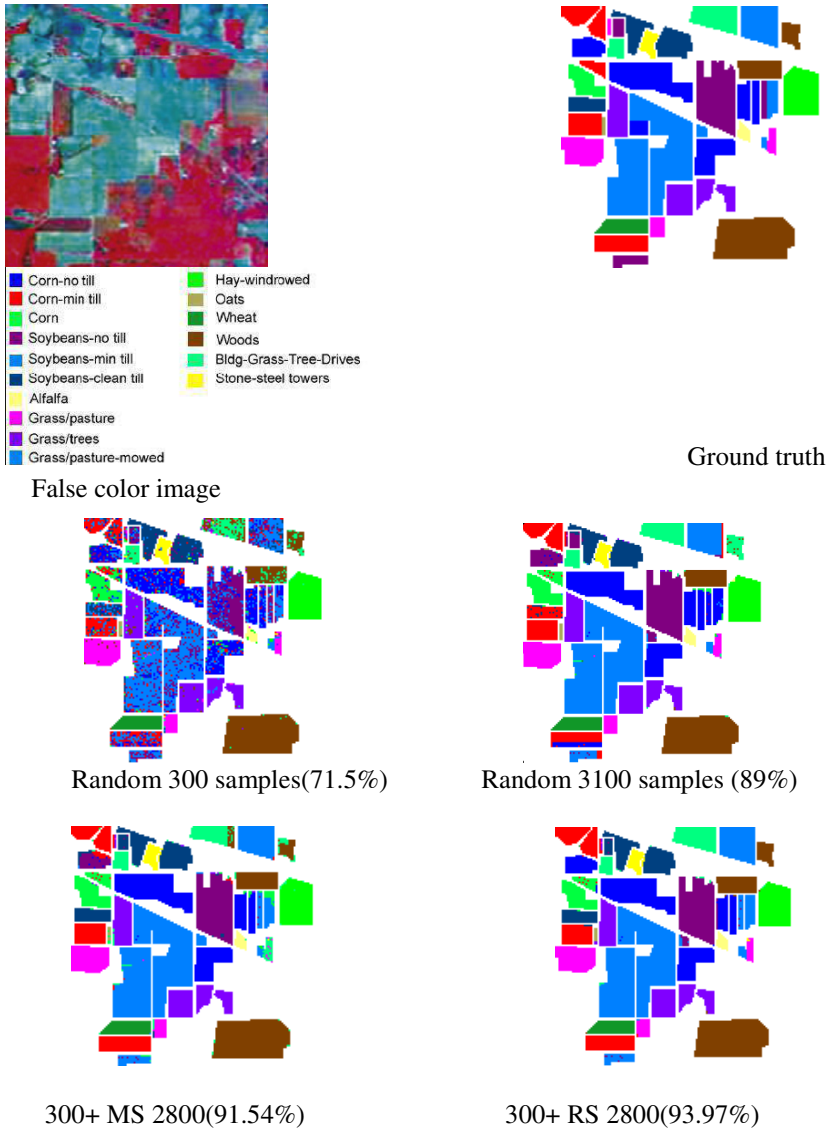 Corn-no till
Corn-min till
Corn
Soybeans-no till
Soybeans-min till
Soybeans-clean till
Alfalfa
Grass/pasture
Grass/trees
Grass/pasture-mowed
Hay-windrowed
Oats
Wheat
Woods
Bldg-Grass-Tree-Drives
Stone-steel towers
Ground truth
False color image
Random 300 samples(71.5%)
Random 3100 samples (89%)
300+ MS 2800(91.54%)
300+ RS 2800(93.97%)